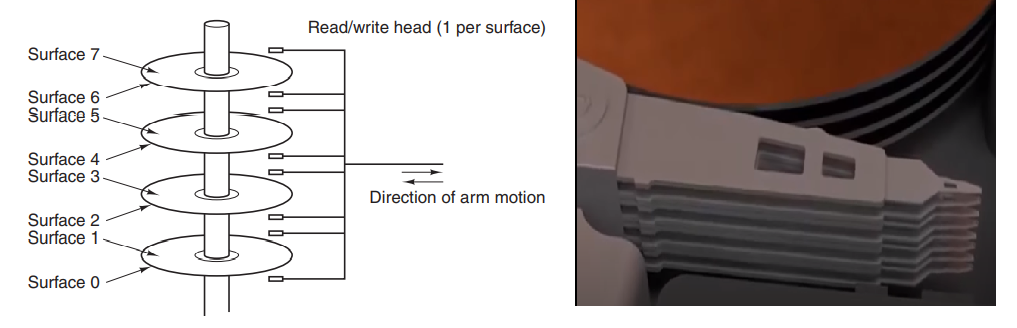 Read/write head (1 per surface)
Surface 7
Surface 6
Surface 5
Surface 4
Surface 3
Surface 2
Surface 1
Surface 0
Direction of arm motion